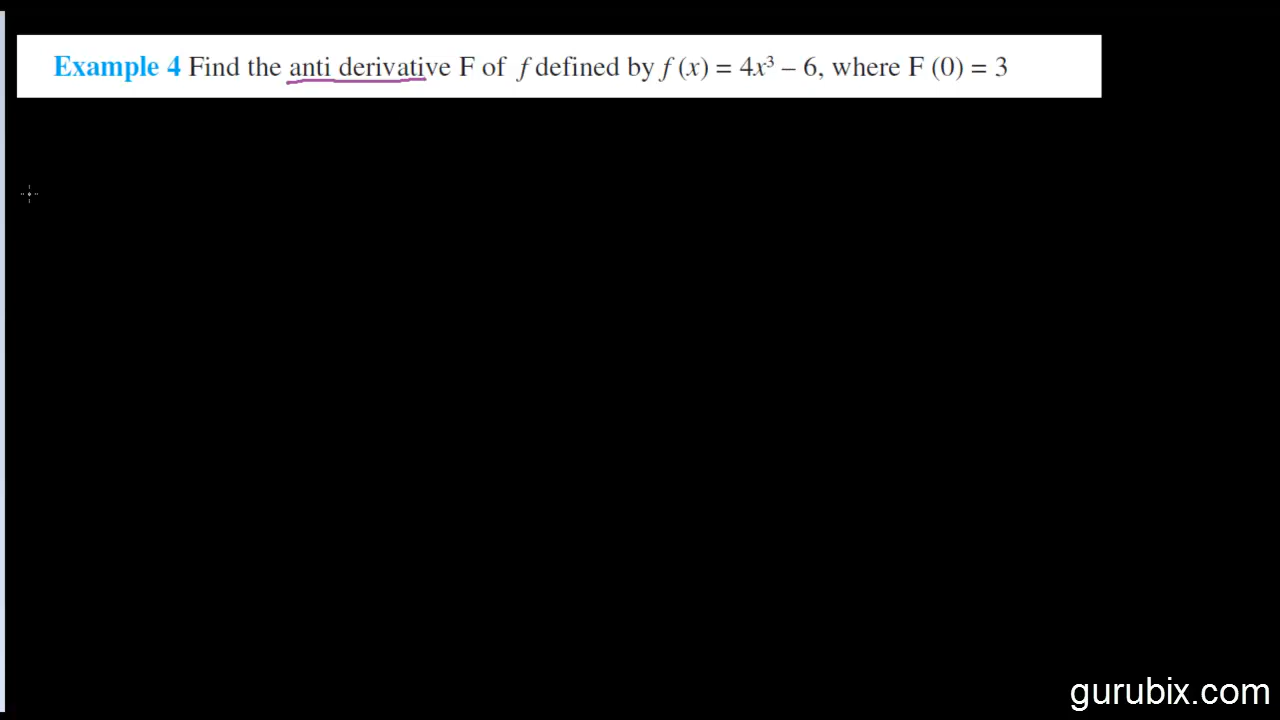 Example 4 Find the anti derivative F of f defined by f (x) = 4x³ – 6, where F (0) = 3
gurubix.com